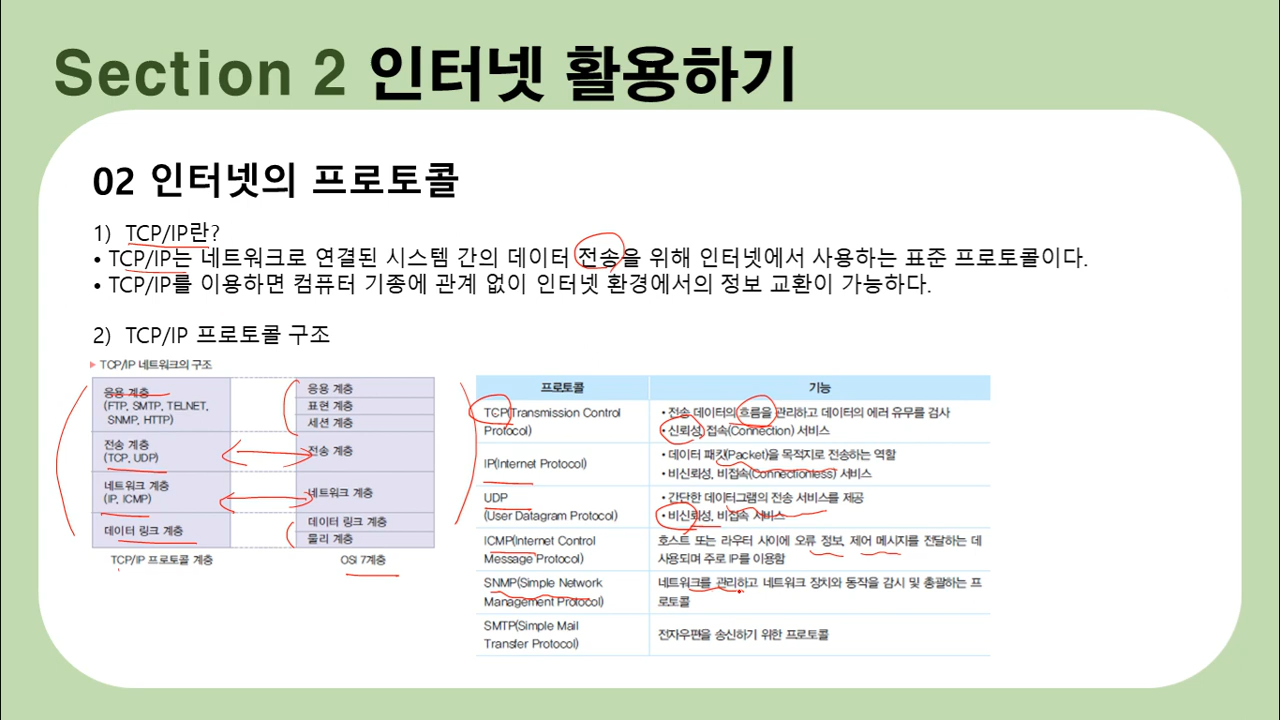 Section 2 인터넷 활용하기
02 인터넷의 프로토콜
1) TCP/IP란?
• TCP/IP는 네트워크로 연결된 시스템 간의 데이터 전송을 위해 인터넷에서 사용하는 표준 프로토콜이다.
• TCP/IP를 이용하면 컴퓨터 기종에 관계 없이 인터넷 환경에서의 정보 교환이 가능하다.
2) TCP/IP 프로토콜 구조
▶ TCP/IP 네트워크의 구조
응용 계층
(FTP, SMTP, TELNET,
SNMP, HTTP)
전송 계층
(TCP, UDP)
네트워크 계층
(IP, ICMP)
데이터 링크 계층
TCP/IP 프로토콜 계층
응용 계층
표현 계층
세션 계층
전송 계층
네트워크 계층
데이터 링크 계층
물리 계층
OSI 7계층
프로토콜
기능
TCP(Transmission Control
Protocol)
• 전송 데이터의 흐름을 관리하고 데이터의 에러 유무를 검사
• 신뢰성, 접속(Connection) 서비스
IP(Internet Protocol)
• 데이터 패킷(Packet)을 목적지로 전송하는 역할
• 비신뢰성, 비접속(Connectionless) 서비스
UDP
(User Datagram Protocol)
• 간단한 데이터그램의 전송 서비스를 제공
• 비신뢰성, 비접속 서비스
ICMP(Internet Control
Message Protocol)
호스트 또는 라우터 사이에 오류 정보, 제어 메시지를 전달하는 데
사용되며 주로 IP를 이용함
SNMP(Simple Network
Management Protocol)
네트워크를 관리하고 네트워크 장치와 동작을 감시 및 총괄하는 프
로토콜
SMTP(Simple Mail
Transfer Protocol)
전자우편을 송신하기 위한 프로토콜